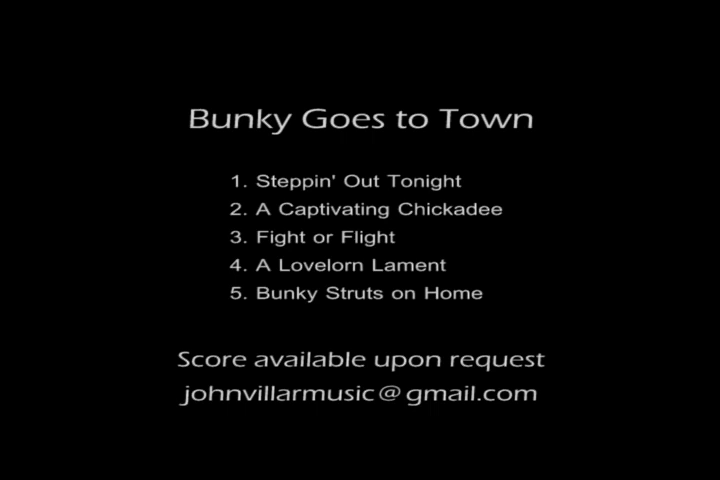 Bunky Goes to Town
1. Steppin' Out Tonight
2. A Captivating Chickadee
3. Fight or Flight
4. A Lovelorn Lament
5. Bunky Struts on Home
Score available upon request
johnvillarmusic@gmail.com